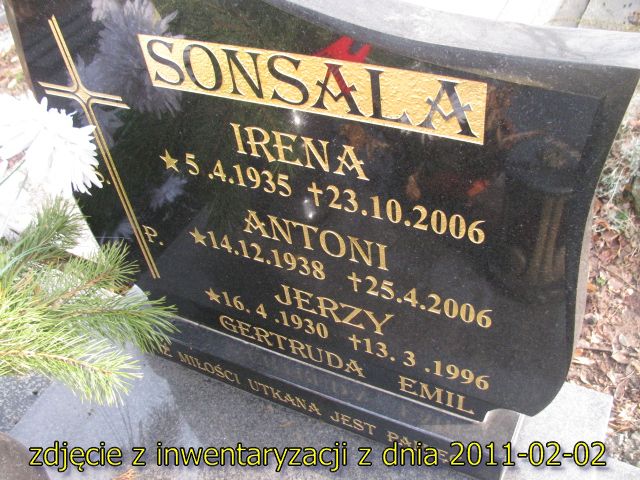 SONSALA
IRENA
★ 5.4.1935 ✝ 23.10.2006
ANTONI
P. ★ 14.12.1938 ✝ 25.4.2006
JERZY
★ 16.4.1930 ✝ 13.3.1996
GERTRUDA EMIL
MIŁOŚCI UTKANA JEST
zdjęcie z inwentaryzacji z dnia 2011-02-02